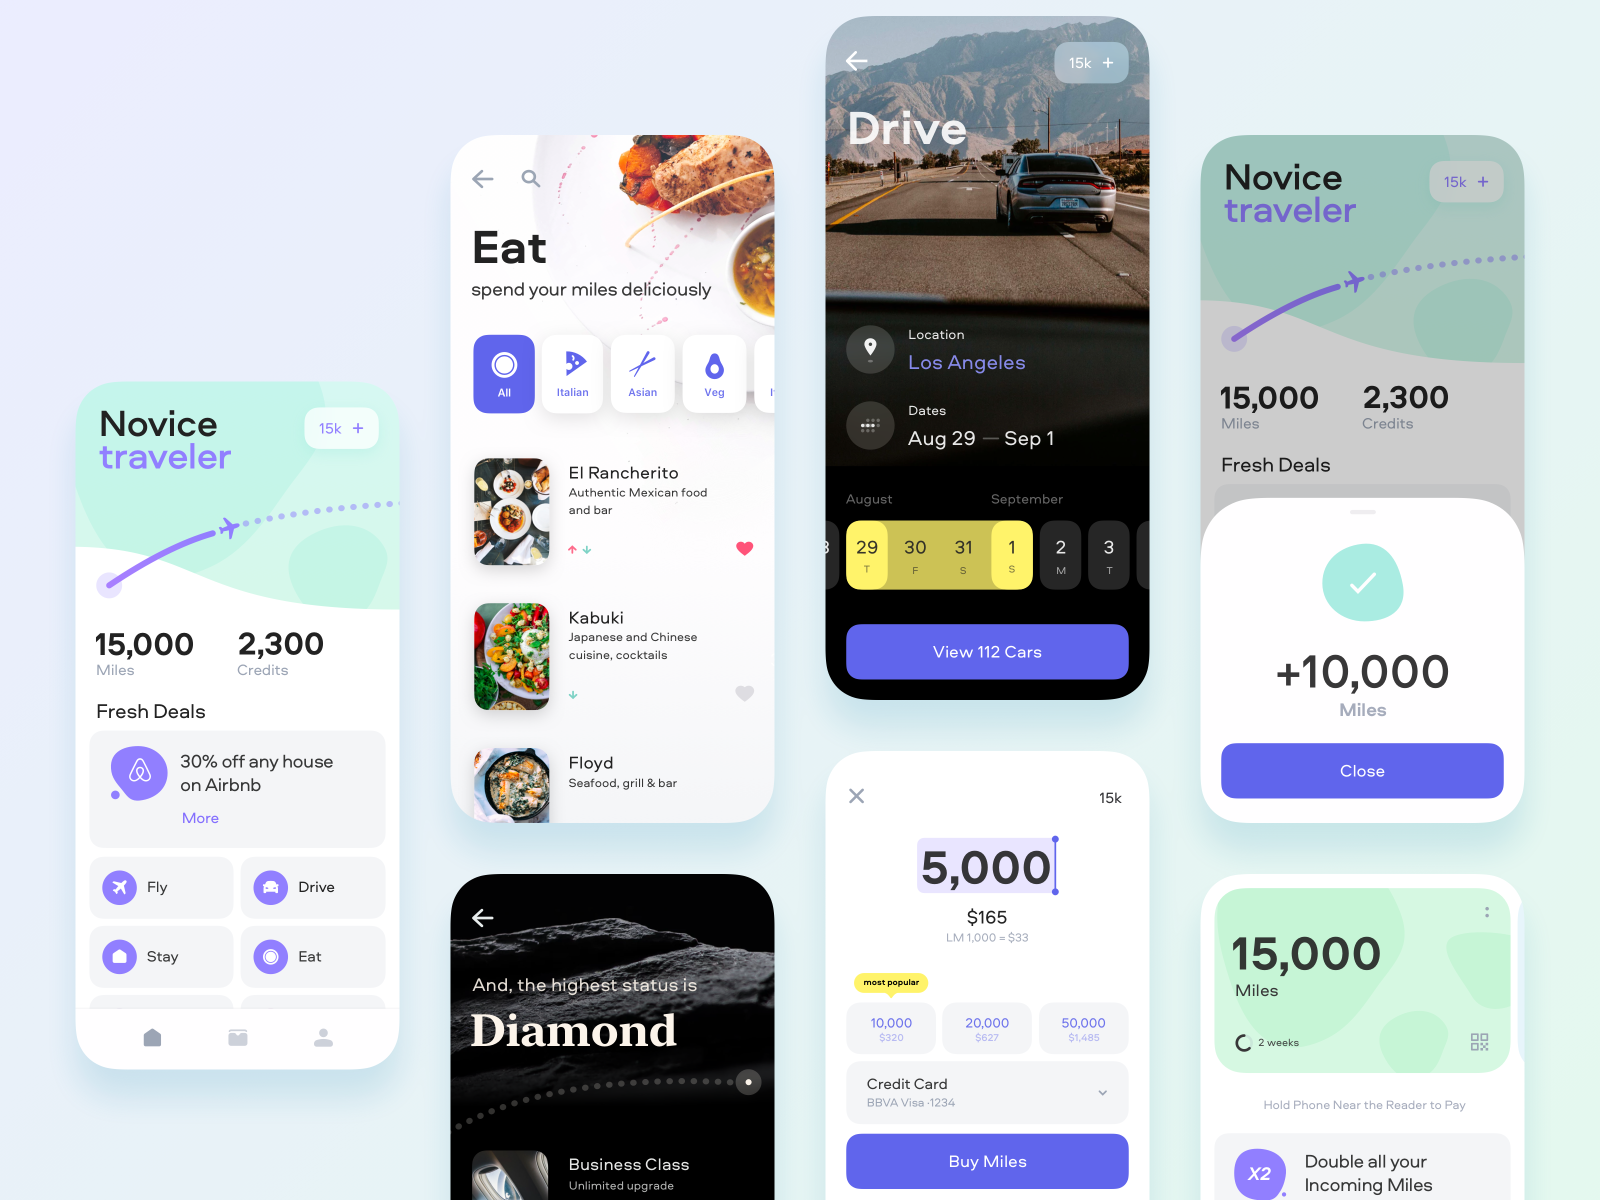 Novice
traveler
15k +
15,000
Miles
2,300
Credits
Fresh Deals
30% off any house
on Airbnb
More
Fly
Drive
Stay
Eat
Eat
spend your miles deliciously
All
Italian
Asian
Veg
El Rancherito
Authentic Mexican food
and bar
Kabuki
Japanese and Chinese
cuisine, cocktails
Floyd
Seafood, grill & bar
And, the highest status is
Diamond
Business Class
Unlimited upgrade
15k +
Drive
Location
Los Angeles
Dates
Aug 29 — Sep 1
August
September
29 30 31 1 2 3
T F S S M T
View 112 Cars
15k
5,000
$165
LM 1,000 = $33
most popular
10,000
$320
20,000
$627
50,000
$1,485
Credit Card
BBVA Visa ·1234
Buy Miles
Novice
traveler
15k +
15,000
Miles
2,300
Credits
Fresh Deals
+10,000
Miles
Close
15,000
Miles
2 weeks
Hold Phone Near the Reader to Pay
X2
Double all your
Incoming Miles